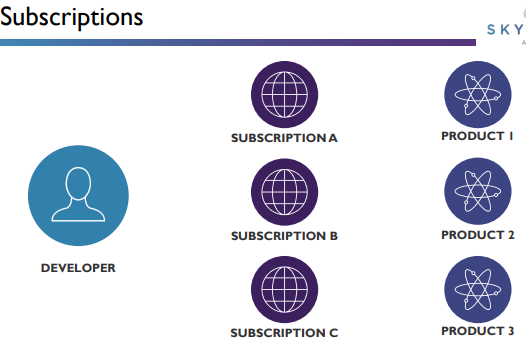 Subscriptions
SKY
SUBSCRIPTION A
PRODUCT 1
SUBSCRIPTION B
PRODUCT 2
DEVELOPER
SUBSCRIPTION C
PRODUCT 3